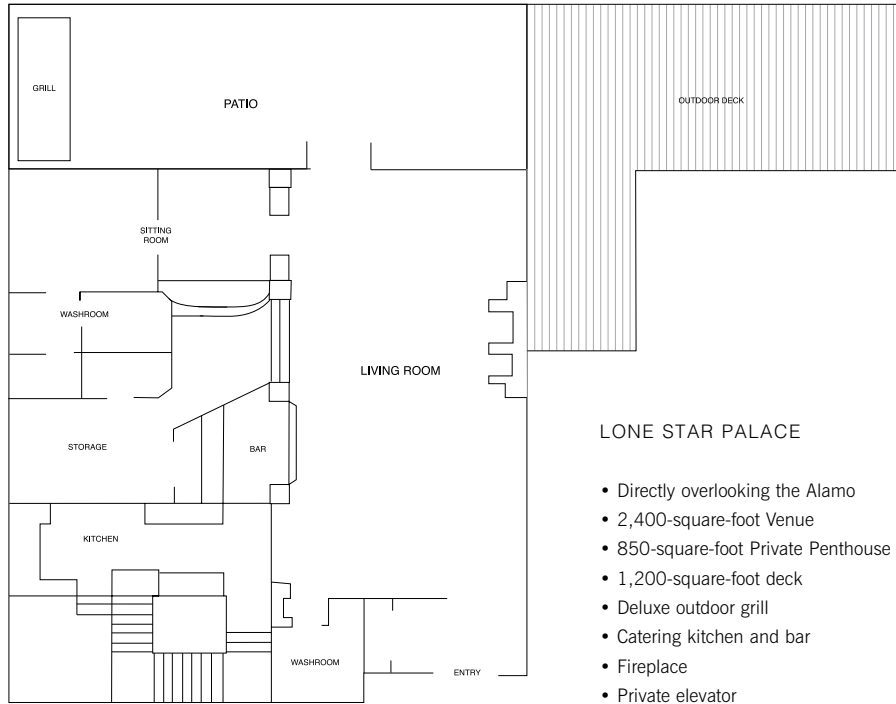 GRILL
PATIO
OUTDOOR DECK
SITTING
ROOM
WASHROOM
LIVING ROOM
STORAGE
BAR
KITCHEN
WASHROOM
ENTRY
LONE STAR PALACE
• Directly overlooking the Alamo
• 2,400-square-foot Venue
• 850-square-foot Private Penthouse
• 1,200-square-foot deck
• Deluxe outdoor grill
• Catering kitchen and bar
• Fireplace
• Private elevator